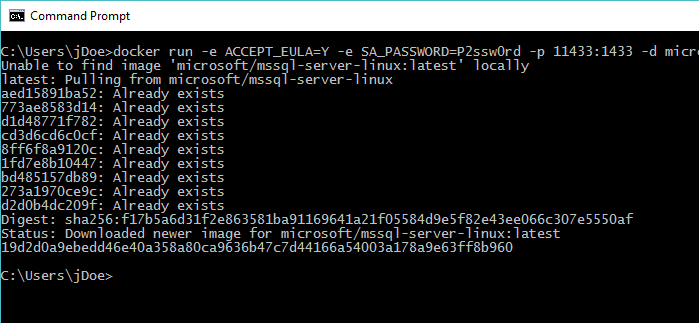 Command Prompt
C:\Users\jDoe>docker run -e ACCEPT_EULA=Y -e SA_PASSWORD=P2ssw0rd -p 11433:1433 -d micr
Unable to find image 'microsoft/mssql-server-linux:latest' locally
latest: Pulling from microsoft/mssql-server-linux
aed15891ba52: Already exists
773ae8583d14: Already exists
d1d48771f782: Already exists
cd3d6cd6c0cf: Already exists
8ff6f8a9120c: Already exists
1fd7e8b10447: Already exists
bd485157db89: Already exists
273a1970ce9c: Already exists
d2d0b4dc209f: Already exists
Digest: sha256:f17b5a6d31f2e863581ba91169641a21f05584d9e5f82e43ee066c307e5550af
Status: Downloaded newer image for microsoft/mssql-server-linux:latest
19d2d0a9ebedd46e40a358a80ca9636b47c7d44166a54003a178a9e63ff8b960
C:\Users\jDoe>